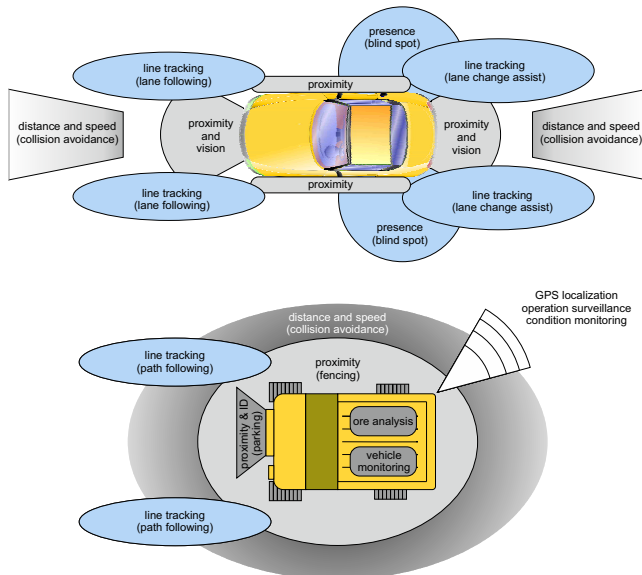 presence
(blind spot)
line tracking
(lane following)
line tracking
(lane change assist)
proximity
distance and speed
(collision avoidance)
proximity
and
vision
proximity
and
vision
distance and speed
(collision avoidance)
proximity
line tracking
(lane following)
line tracking
(lane change assist)
presence
(blind spot)
GPS localization
operation surveillance
condition monitoring
distance and speed
(collision avoidance)
line tracking
(path following)
proximity
(fencing)
proximity & ID
(parking)
ore analysis
vehicle
monitoring
line tracking
(path following)